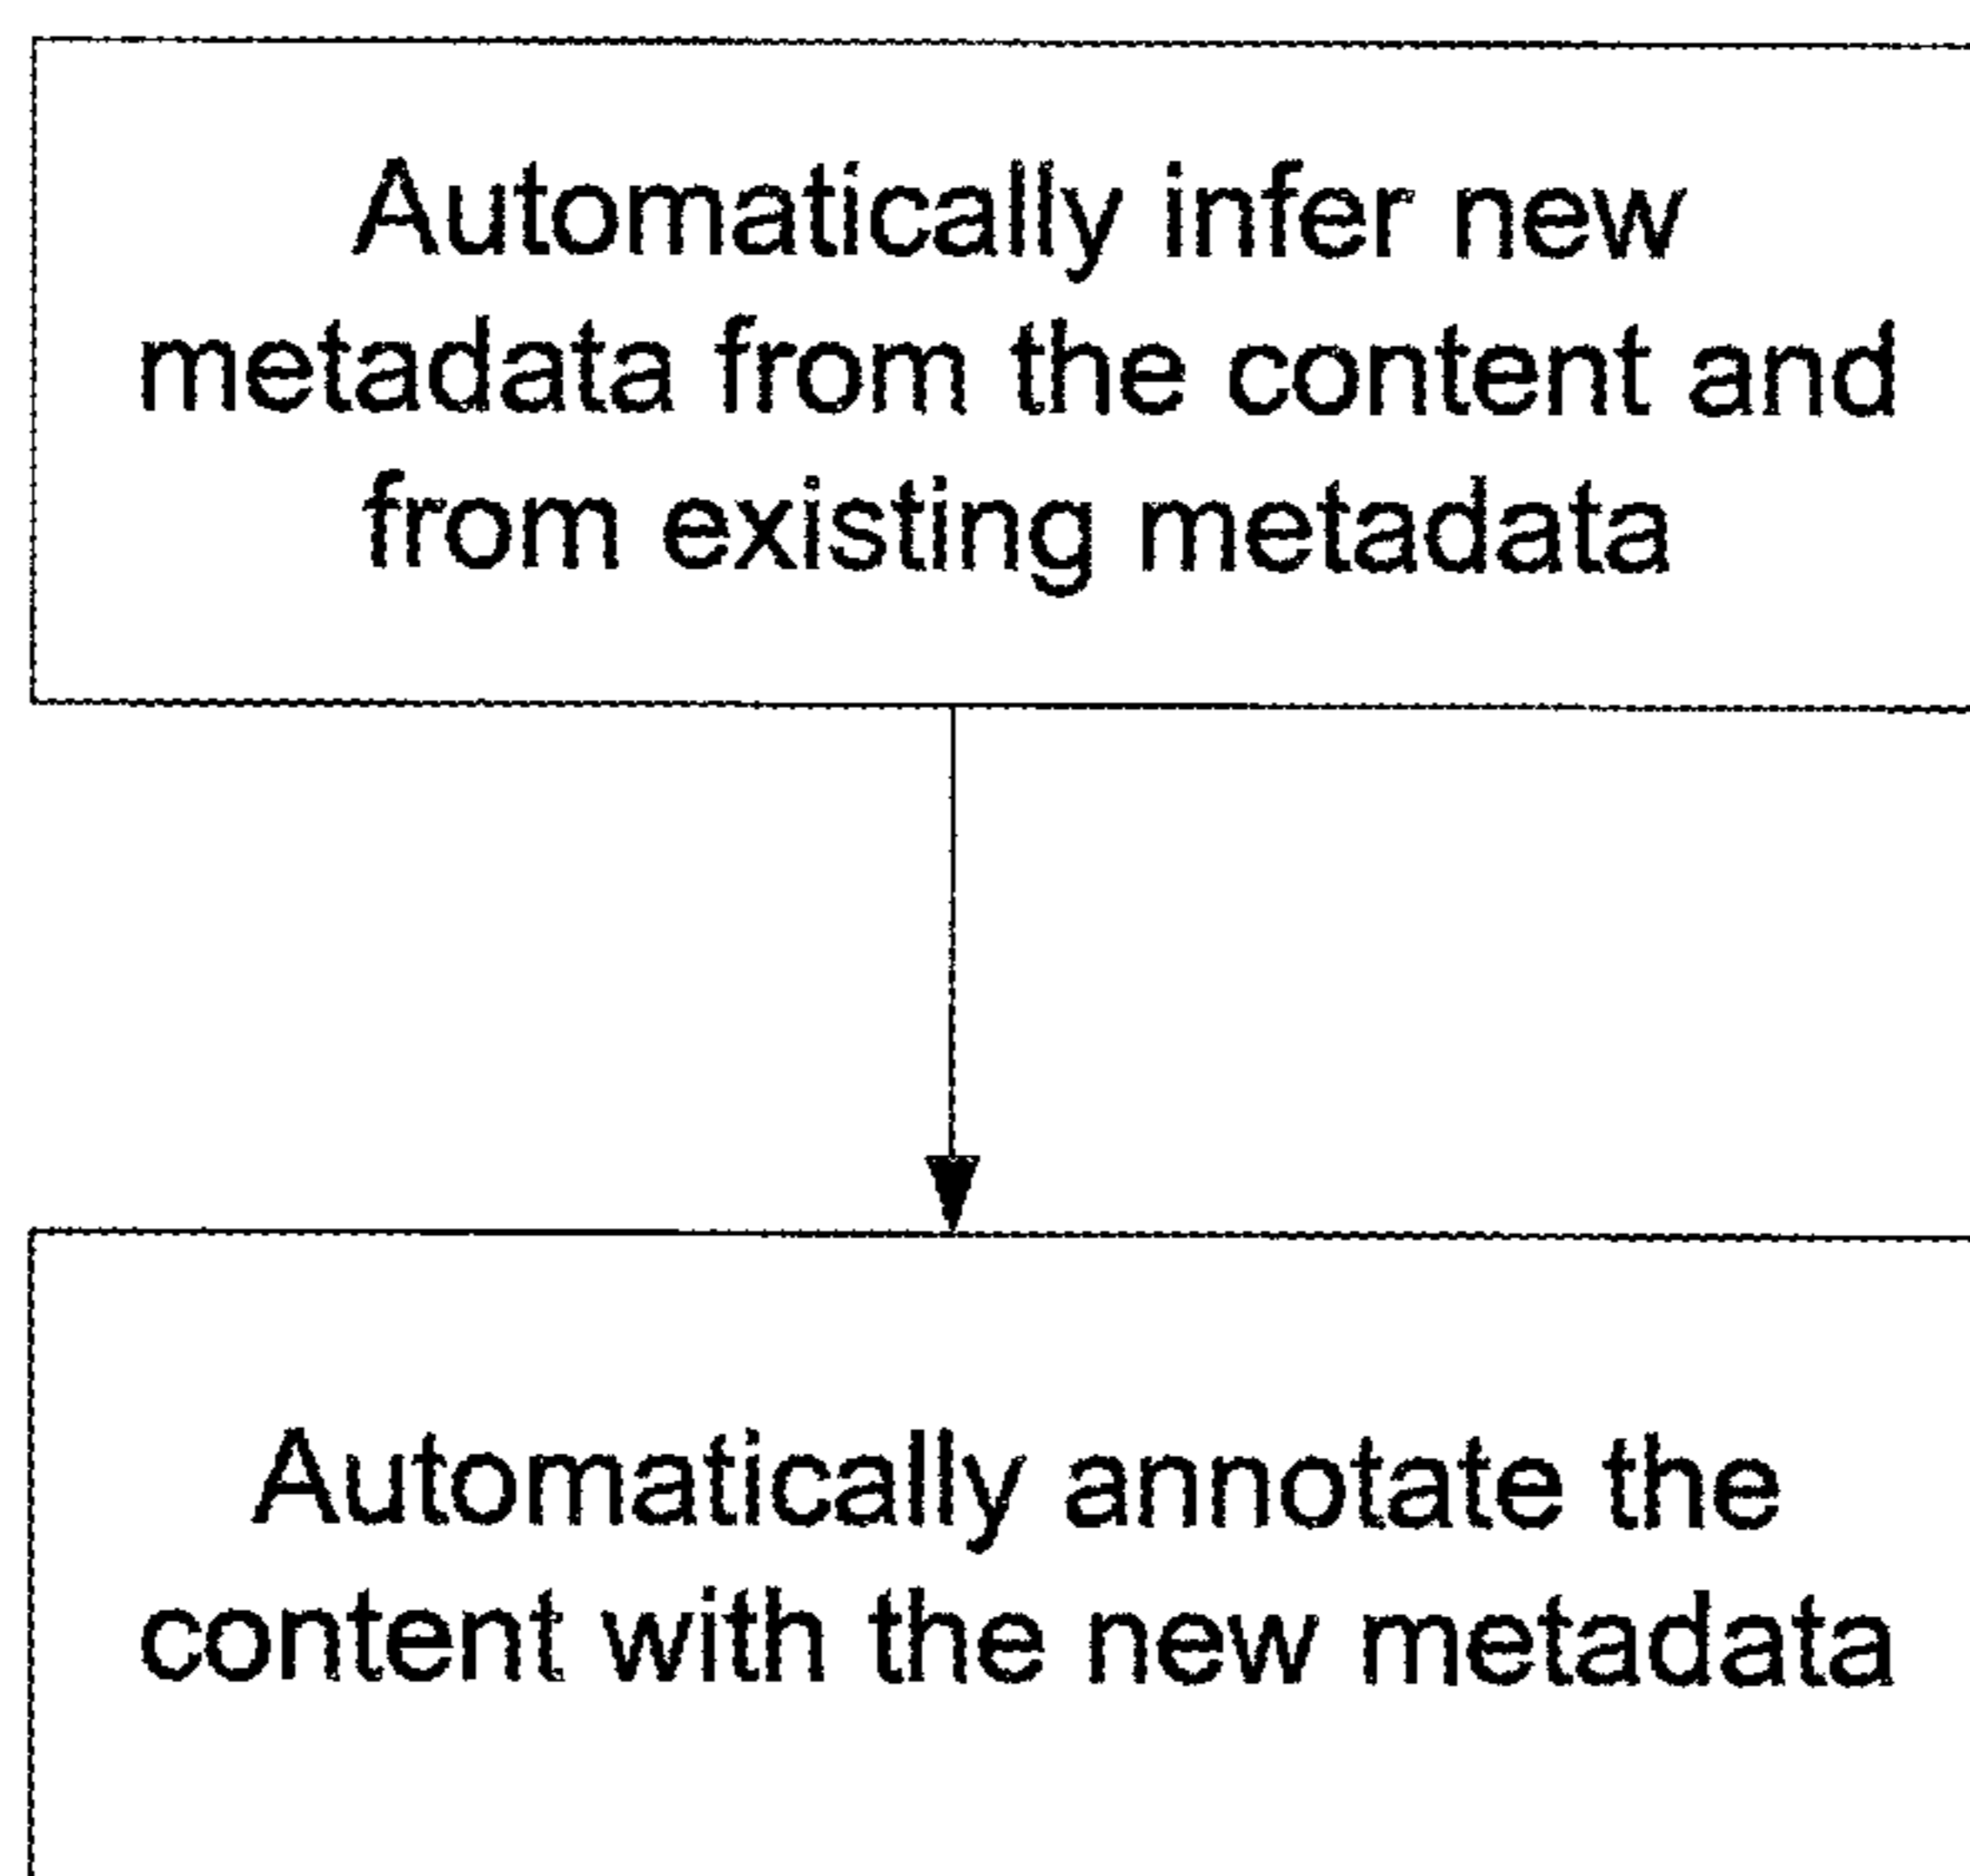 Automatically infer new
metadata from the content and
from existing metadata
Automatically annotate the
content with the new metadata